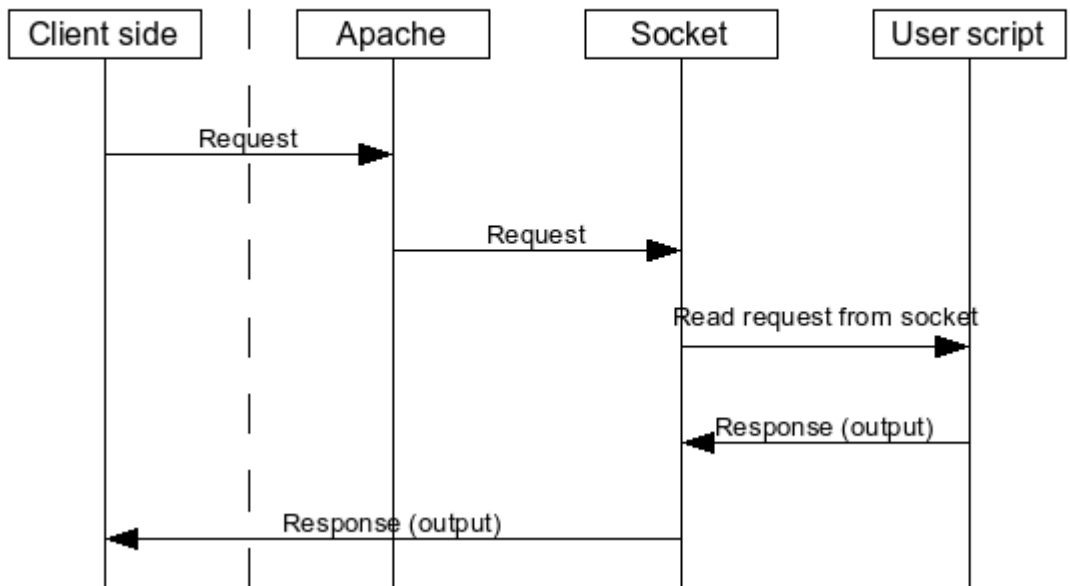 Client side
Apache
Socket
User script
Request
Request
Read request from socket
Response (output)
Response (output)